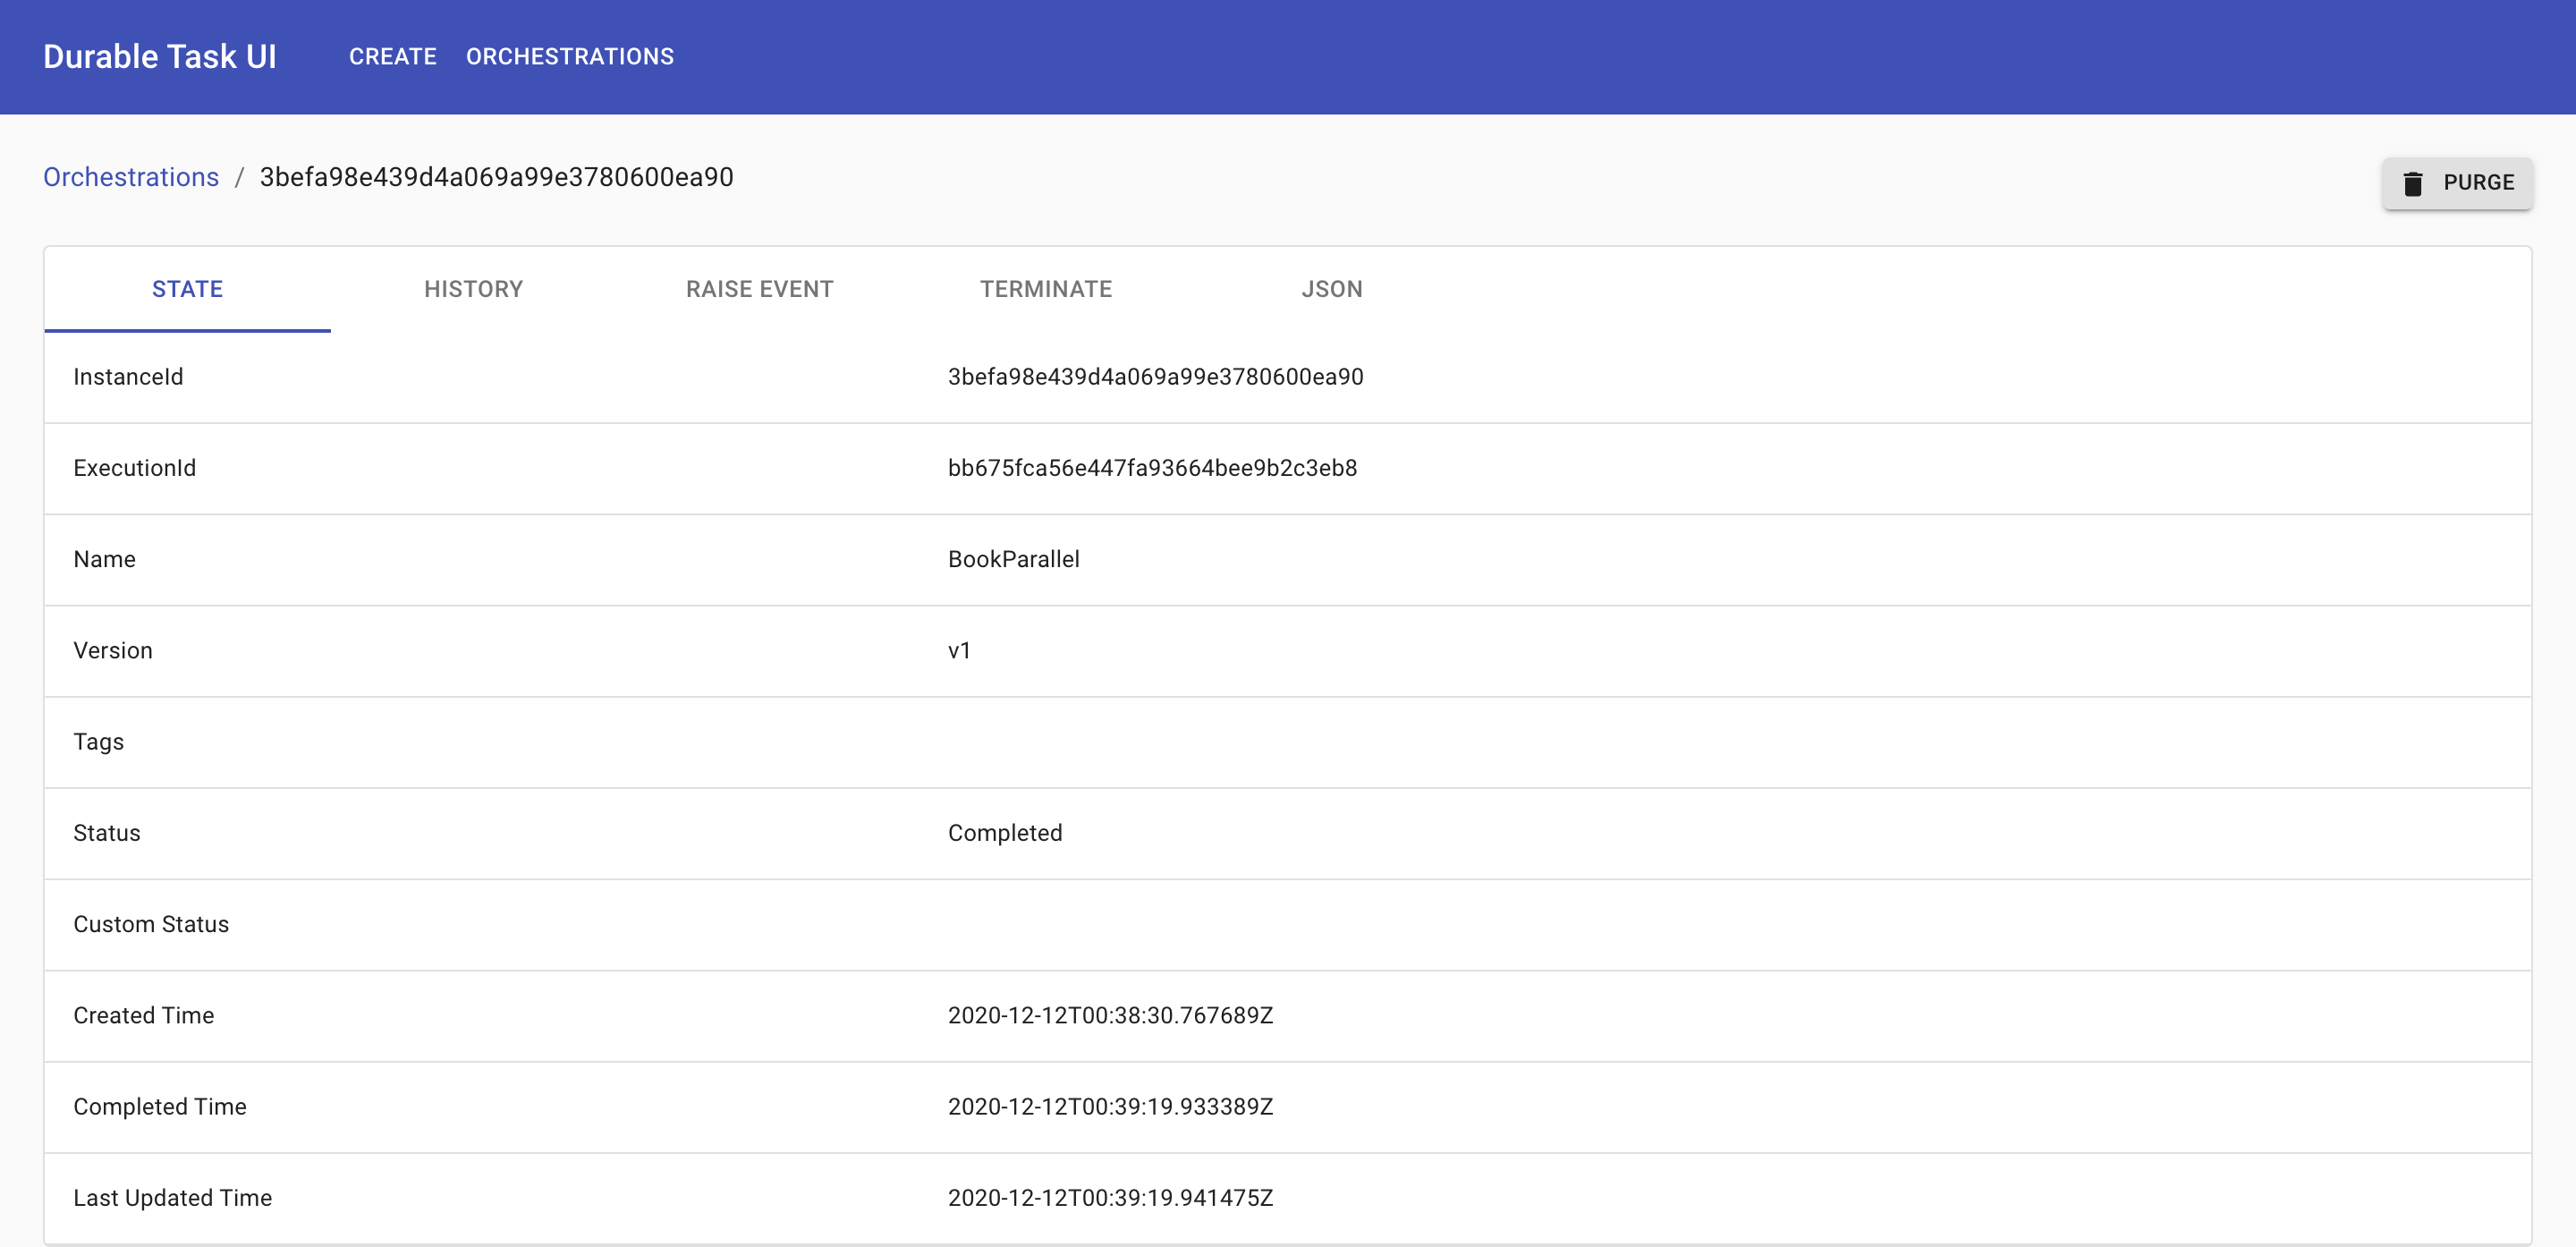 Durable Task UI CREATE ORCHESTRATIONS
Orchestrations / 3befa98e439d4a069a99e3780600ea90 PURGE
STATE HISTORY RAISE EVENT TERMINATE JSON
InstanceId 3befa98e439d4a069a99e3780600ea90
ExecutionId bb675fca56e447fa93664bee9b2c3eb8
Name BookParallel
Version v1
Tags
Status Completed
Custom Status
Created Time 2020-12-12T00:38:30.767689Z
Completed Time 2020-12-12T00:39:19.933389Z
Last Updated Time 2020-12-12T00:39:19.941475Z